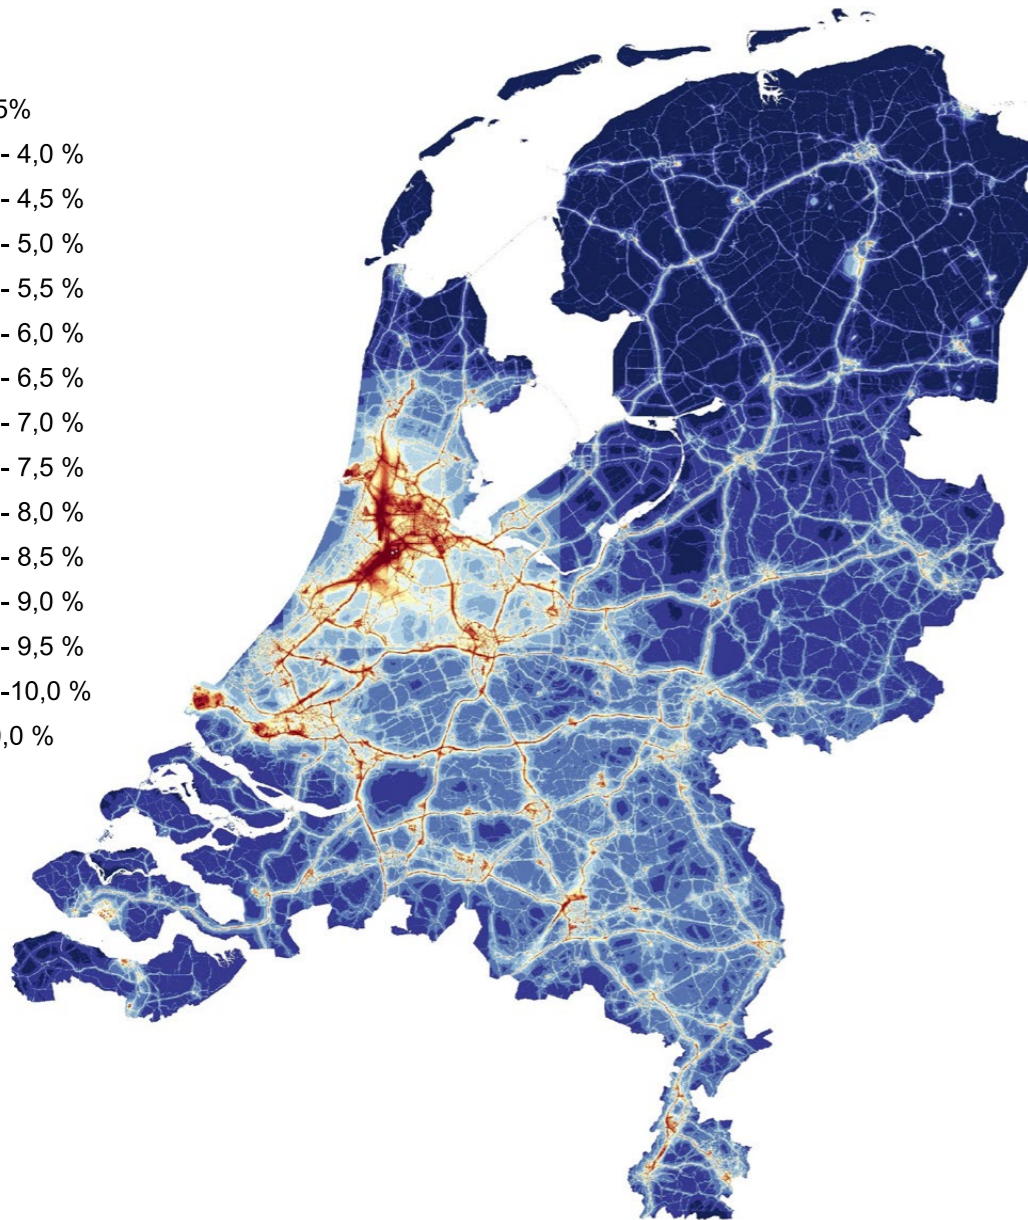 5%
- 4,0 %
- 4,5 %
- 5,0 %
- 5,5 %
- 6,0 %
- 6,5 %
- 7,0 %
- 7,5 %
- 8,0 %
- 8,5 %
- 9,0 %
- 9,5 %
-10,0 %
0,0 %